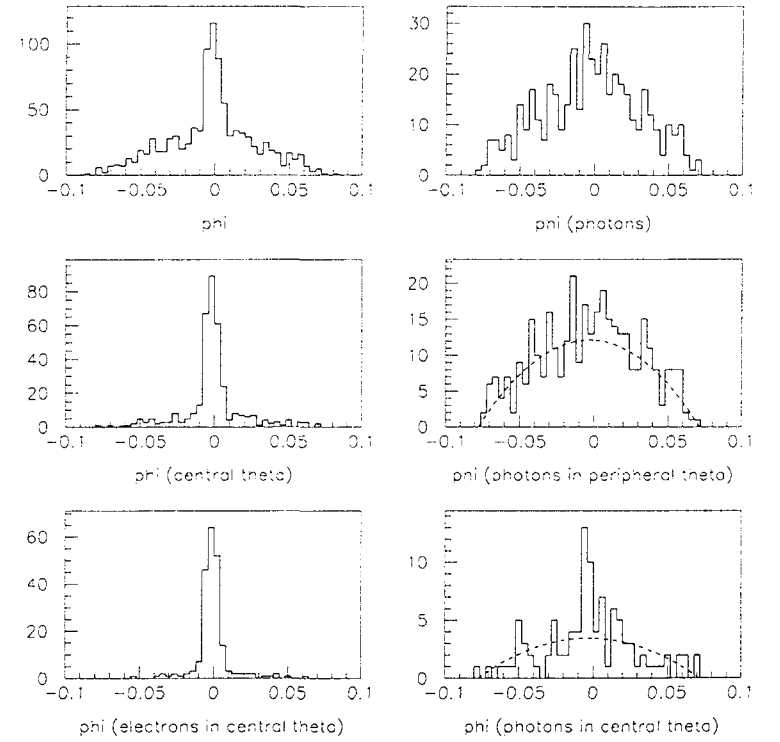 100
50
0
−0.1 −0.05 0 0.05 0.1
phi
30
20
10
0
−0.1 −0.05 0 0.05 0.1
phi (photons)
80
60
40
20
0
−0.1 −0.05 0 0.05 0.1
phi (central theta)
20
15
10
5
0
−0.1 −0.05 0 0.05 0.1
phi (photons in peripheral theta)
60
40
20
0
−0.1 −0.05 0 0.05 0.1
phi (electrons in central theta)
10
5
0
−0.1 −0.05 0 0.05 0.1
phi (photons in central theta)